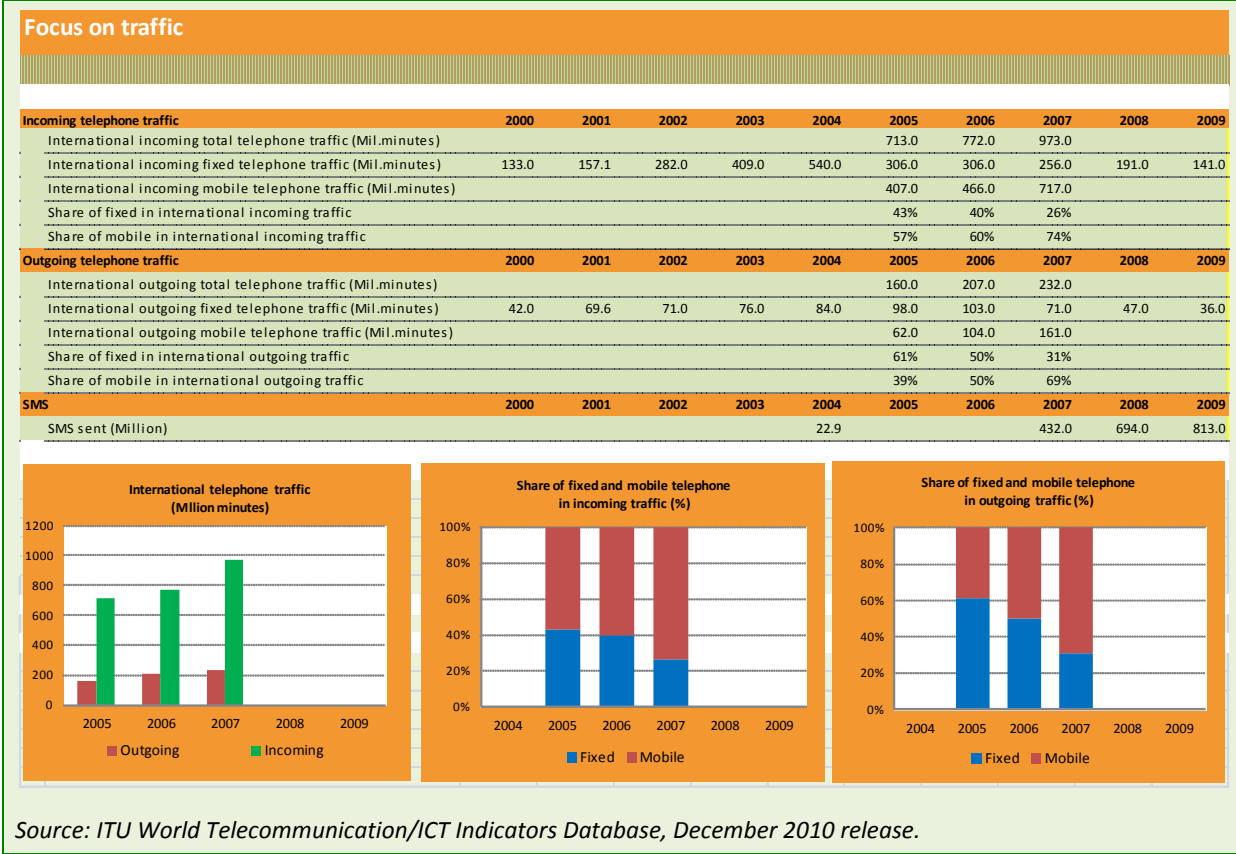 Focus on traffic
Incoming telephone traffic 2000 2001 2002 2003 2004 2005 2006 2007 2008 2009
International incoming total telephone traffic (Mil.minutes) 713.0 772.0 973.0
International incoming fixed telephone traffic (Mil.minutes) 133.0 157.1 282.0 409.0 540.0 306.0 306.0 256.0 191.0 141.0
International incoming mobile telephone traffic (Mil.minutes) 407.0 466.0 717.0
Share of fixed in international incoming traffic 43% 40% 26%
Share of mobile in international incoming traffic 57% 60% 74%
Outgoing telephone traffic 2000 2001 2002 2003 2004 2005 2006 2007 2008 2009
International outgoing total telephone traffic (Mil.minutes) 160.0 207.0 232.0
International outgoing fixed telephone traffic (Mil.minutes) 42.0 69.6 71.0 76.0 84.0 98.0 103.0 71.0 47.0 36.0
International outgoing mobile telephone traffic (Mil.minutes) 62.0 104.0 161.0
Share of fixed in international outgoing traffic 61% 50% 31%
Share of mobile in international outgoing traffic 39% 50% 69%
SMS 2000 2001 2002 2003 2004 2005 2006 2007 2008 2009
SMS sent (Million) 22.9 432.0 694.0 813.0
International telephone traffic
(Mllion minutes)
1200
1000
800
600
400
200
0
2005 2006 2007 2008 2009
Outgoing Incoming
Share of fixed and mobile telephone
in incoming traffic (%)
100%
80%
60%
40%
20%
0%
2004 2005 2006 2007 2008 2009
Fixed Mobile
Share of fixed and mobile telephone
in outgoing traffic (%)
100%
80%
60%
40%
20%
0%
2004 2005 2006 2007 2008 2009
Fixed Mobile
Source: ITU World Telecommunication/ICT Indicators Database, December 2010 release.